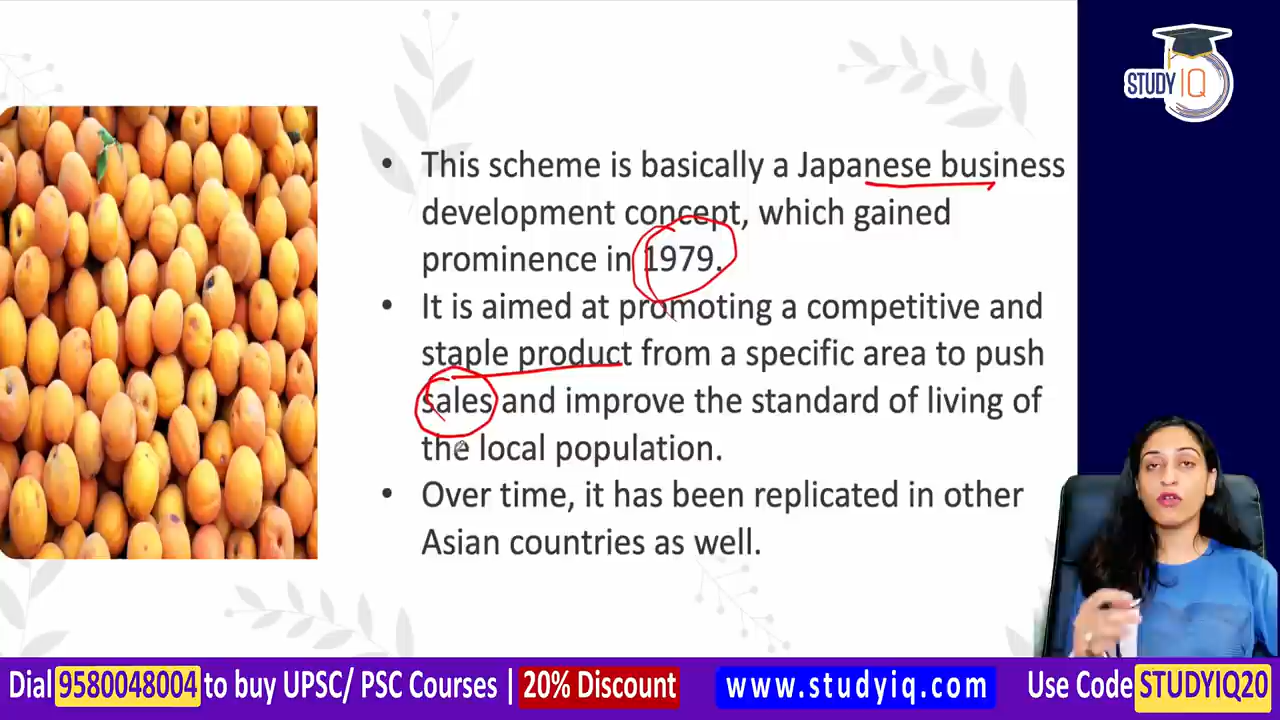 STUDY IQ
• This scheme is basically a Japanese business
development concept, which gained
prominence in 1979.
• It is aimed at promoting a competitive and
staple product from a specific area to push
sales and improve the standard of living of
the local population.
• Over time, it has been replicated in other
Asian countries as well.
Dial 9580048004 to buy UPSC/ PSC Courses | 20% Discount www.studyiq.com Use Code STUDYIQ20